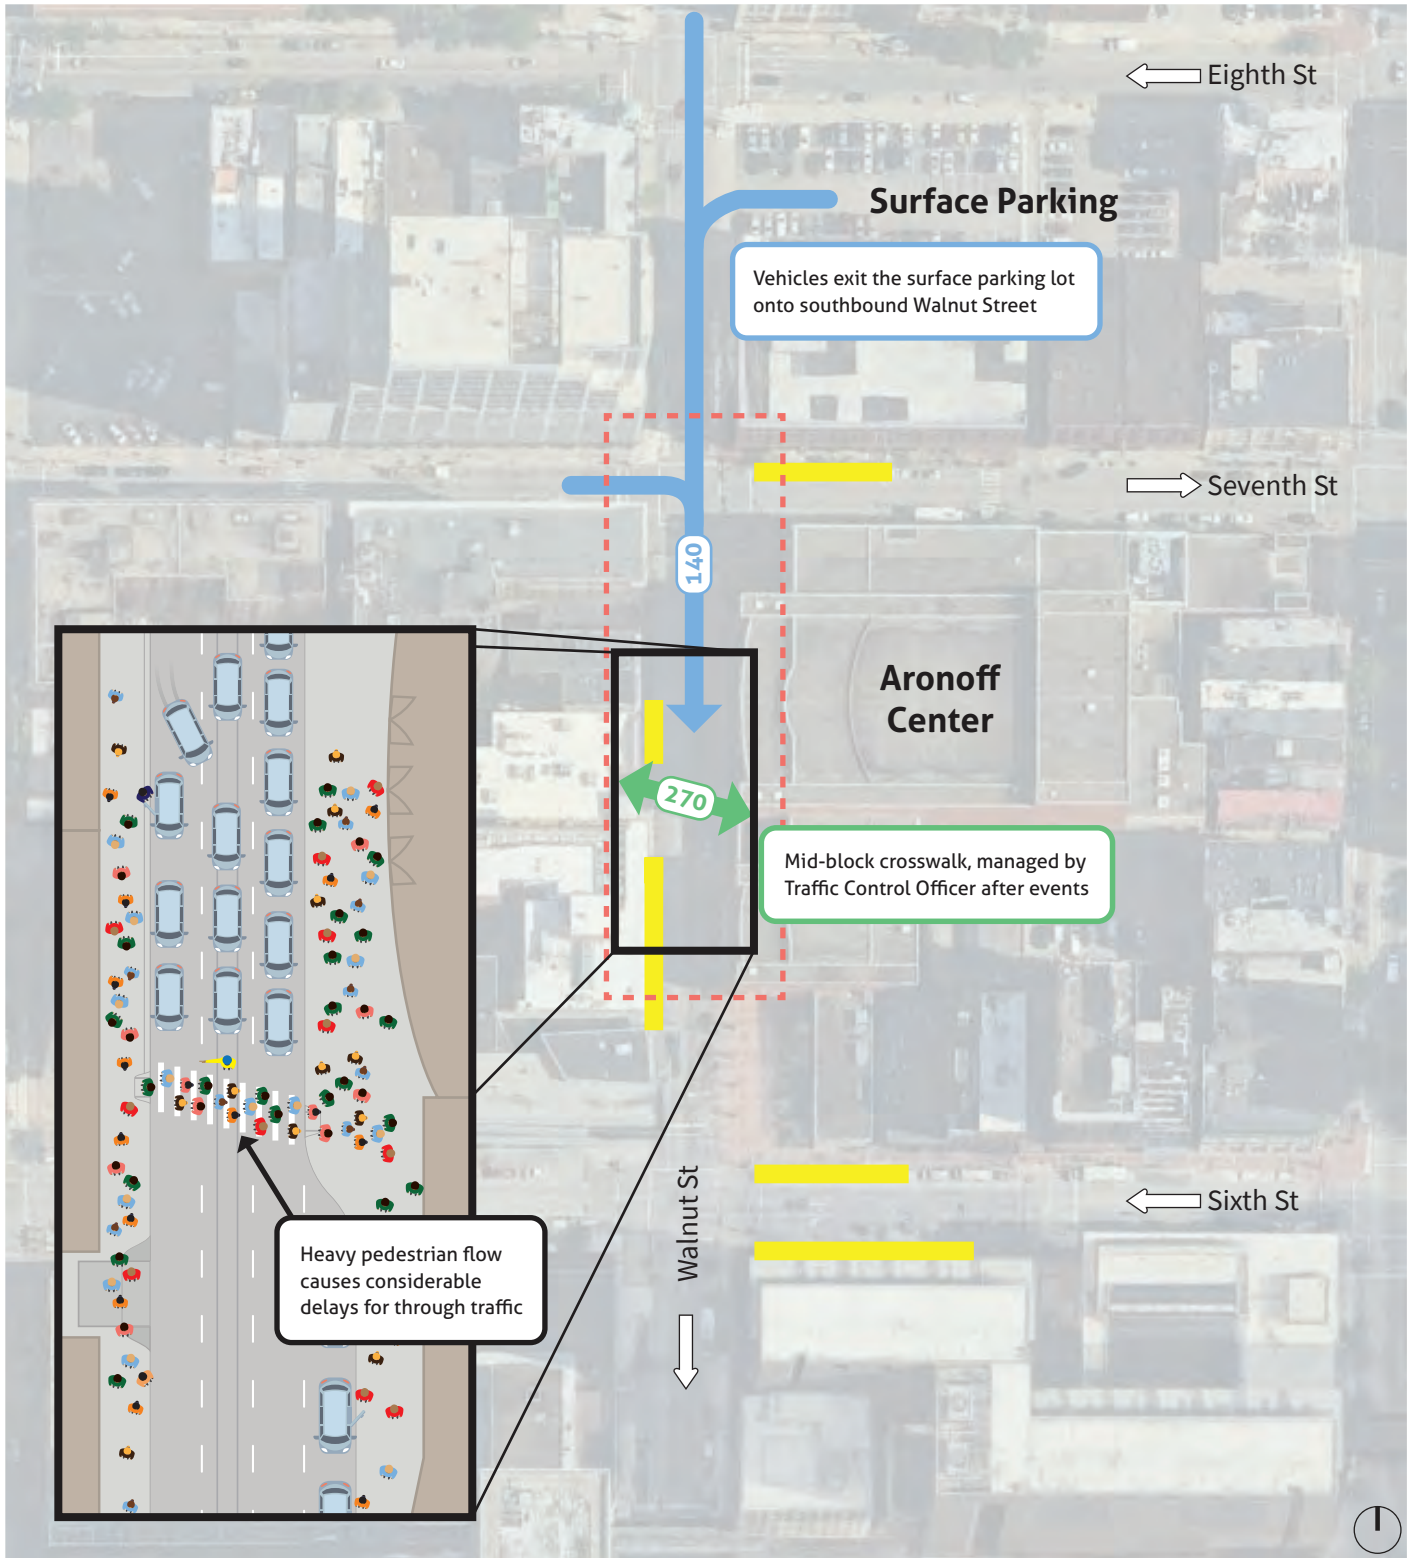 Eighth St
Surface Parking
Vehicles exit the surface parking lot
onto southbound Walnut Street
Seventh St
140
Aronoff
Center
270
Mid-block crosswalk, managed by
Traffic Control Officer after events
Walnut St
Sixth St
Heavy pedestrian flow
causes considerable
delays for through traffic